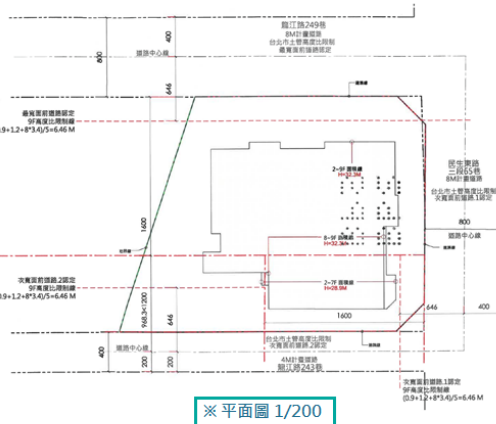 龍江路249巷
8M計畫道路
台北市土管高度比限制
最寬面前道路認定
道路中心線
400
800
646
最寬面前道路認定
9F高度比限制線
0.9+1.2+8*3.4)/5=6.46 M
2~9F 面積線
H=32.3M
民生東路
三段65巷
8M計畫道路
台北市土管高度比限制
次寬面前道路.1認定
800
道路中心線
1600
8~9F 面積線
H=32.3M
次寬面前道路.2認定
9F高度比限制線
0.9+1.2+8*3.4)/5=6.46 M
2~7F 面積線
H=28.9M
968.3<1200
646
1600
646
400
台北市土管高度比限制
次寬面前道路.2認定
道路中心線
400
200
200
4M計畫道路
龍江路243巷
次寬面前道路.1認定
9F高度比限制線
(0.9+1.2+8*3.4)/5=6.46 M
※ 平面圖 1/200